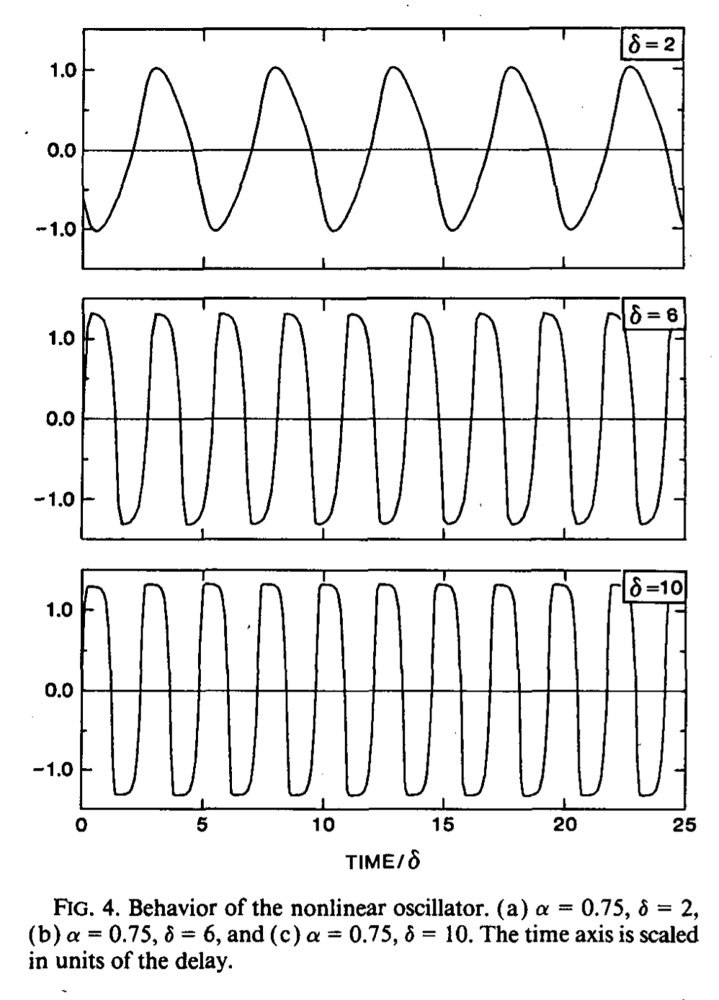 δ = 2
1.0
0.0
−1.0
δ = 6
1.0
0.0
−1.0
δ =10
1.0
0.0
−1.0
0 5 10 15 20 25
TIME/δ
FIG. 4. Behavior of the nonlinear oscillator. (a) α = 0.75, δ = 2,
(b) α = 0.75, δ = 6, and (c) α = 0.75, δ = 10. The time axis is scaled
in units of the delay.